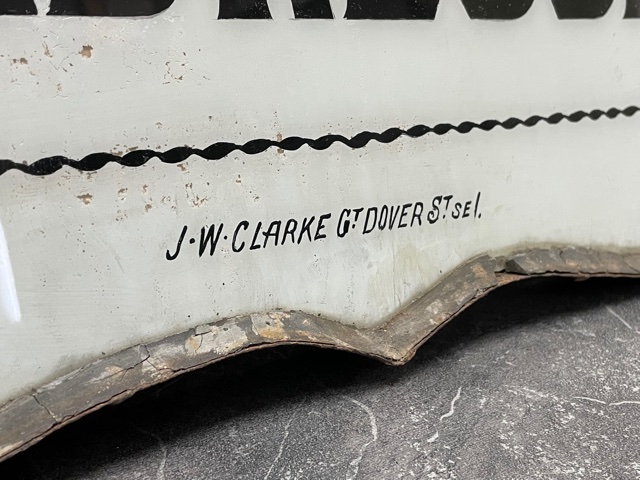 J·W·CLARKE GT DOVER ST SE1.